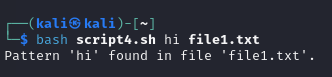 ┌──(kali㉿kali)-[~]
└─$ bash script4.sh hi file1.txt
Pattern 'hi' found in file 'file1.txt'.